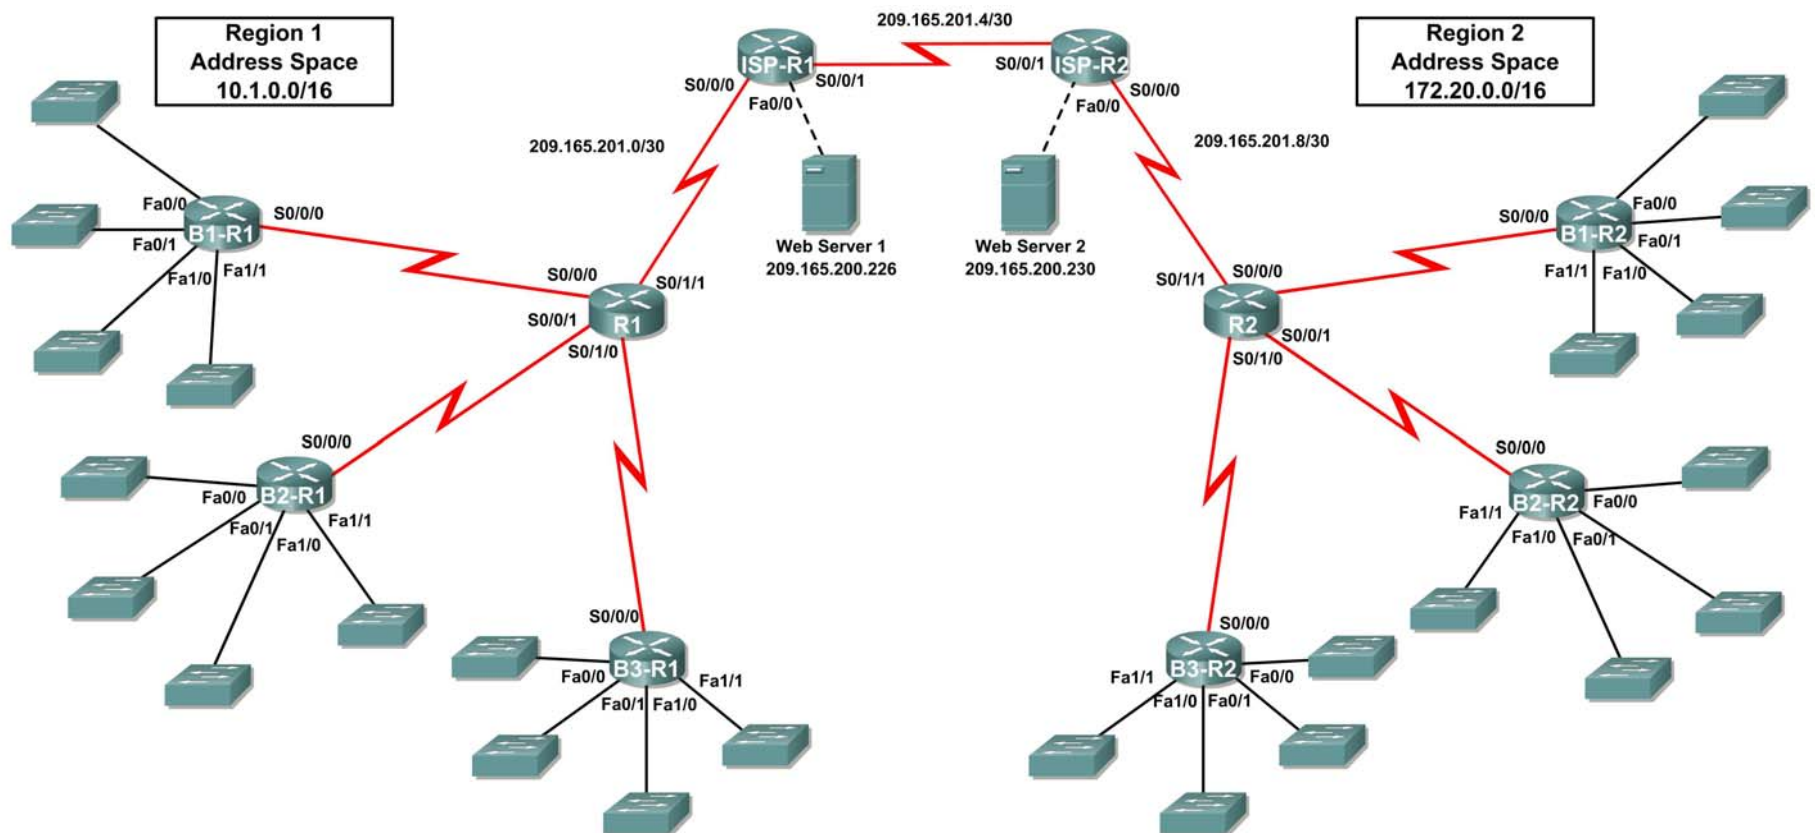 Region 1
Address Space
10.1.0.0/16
209.165.201.4/30
Region 2
Address Space
172.20.0.0/16
ISP-R1
S0/0/0
S0/0/1
Fa0/0
ISP-R2
S0/0/1
S0/0/0
Fa0/0
209.165.201.0/30
209.165.201.8/30
Web Server 1
209.165.200.226
Web Server 2
209.165.200.230
Fa0/0
S0/0/0
B1-R1
Fa0/1
Fa1/0
Fa1/1
S0/0/0
S0/1/1
S0/0/1
R1
S0/1/0
S0/1/1
S0/0/0
R2
S0/0/1
S0/1/0
S0/0/0
Fa0/0
B1-R2
Fa0/1
Fa1/1
Fa1/0
S0/0/0
B2-R1
Fa0/0
Fa0/1
Fa1/0
Fa1/1
S0/0/0
B2-R2
Fa0/0
Fa1/1
Fa1/0
Fa0/1
S0/0/0
B3-R1
Fa0/0
Fa1/1
Fa0/1
Fa1/0
S0/0/0
B3-R2
Fa1/1
Fa0/0
Fa1/0
Fa0/1